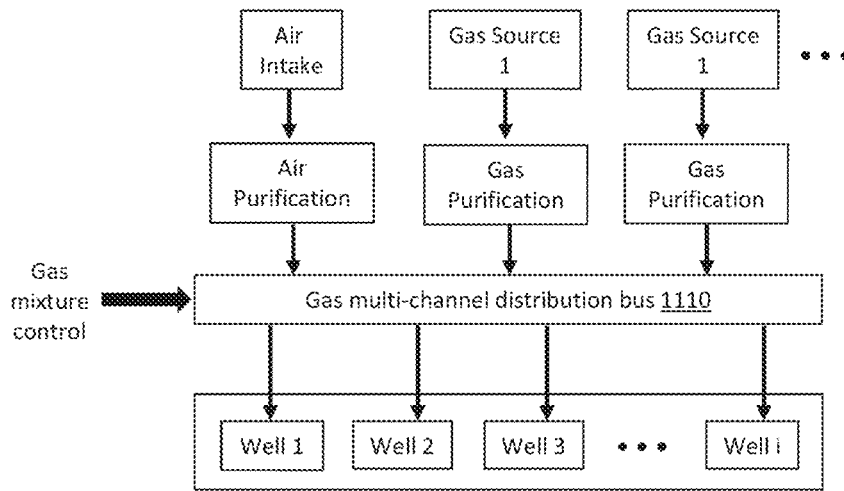 Air
Intake
Gas Source
1
Gas Source
1
Air
Purification
Gas
Purification
Gas
Purification
Gas
mixture
control
Gas multi-channel distribution bus 1110
Well 1
Well 2
Well 3
Well i